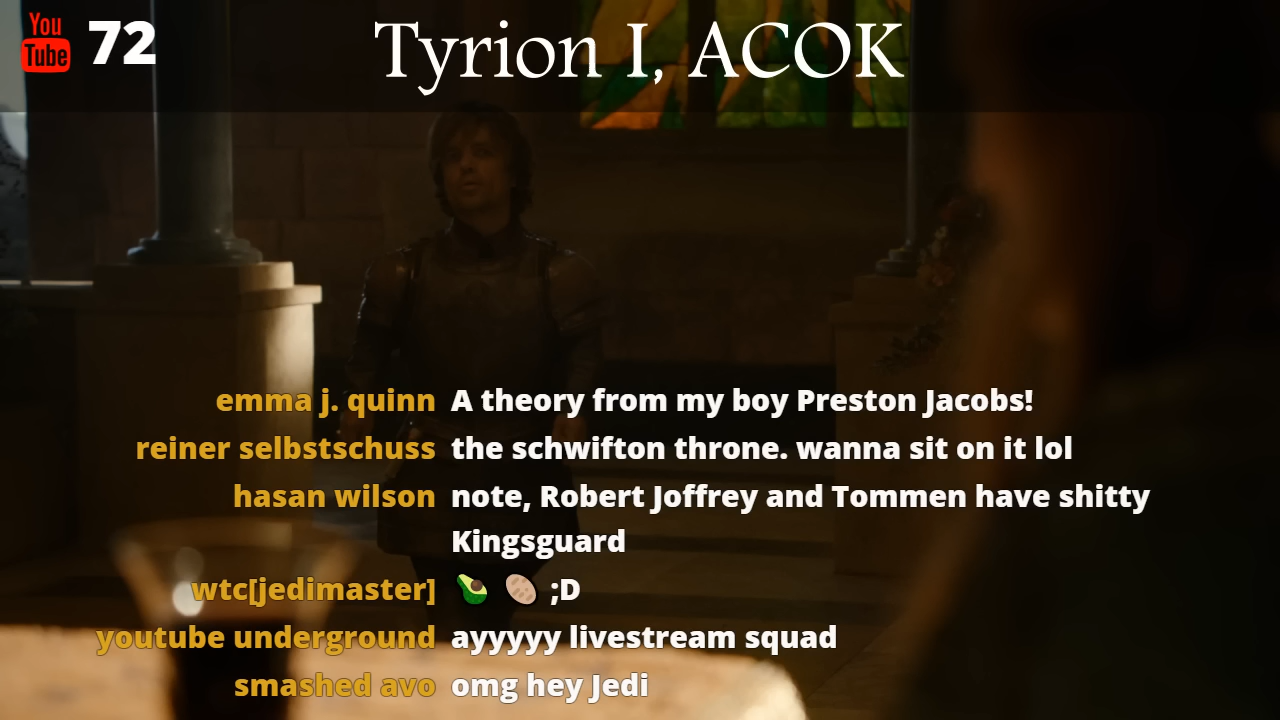 You Tube 72
Tyrion I, ACOK
emma j. quinn A theory from my boy Preston Jacobs!
reiner selbstschuss the schwifton throne. wanna sit on it lol
hasan wilson note, Robert Joffrey and Tommen have shitty
Kingsguard
wtc[jedimaster] 🥑 🥔 ;D
youtube underground ayyyyy livestream squad
smashed avo omg hey Jedi